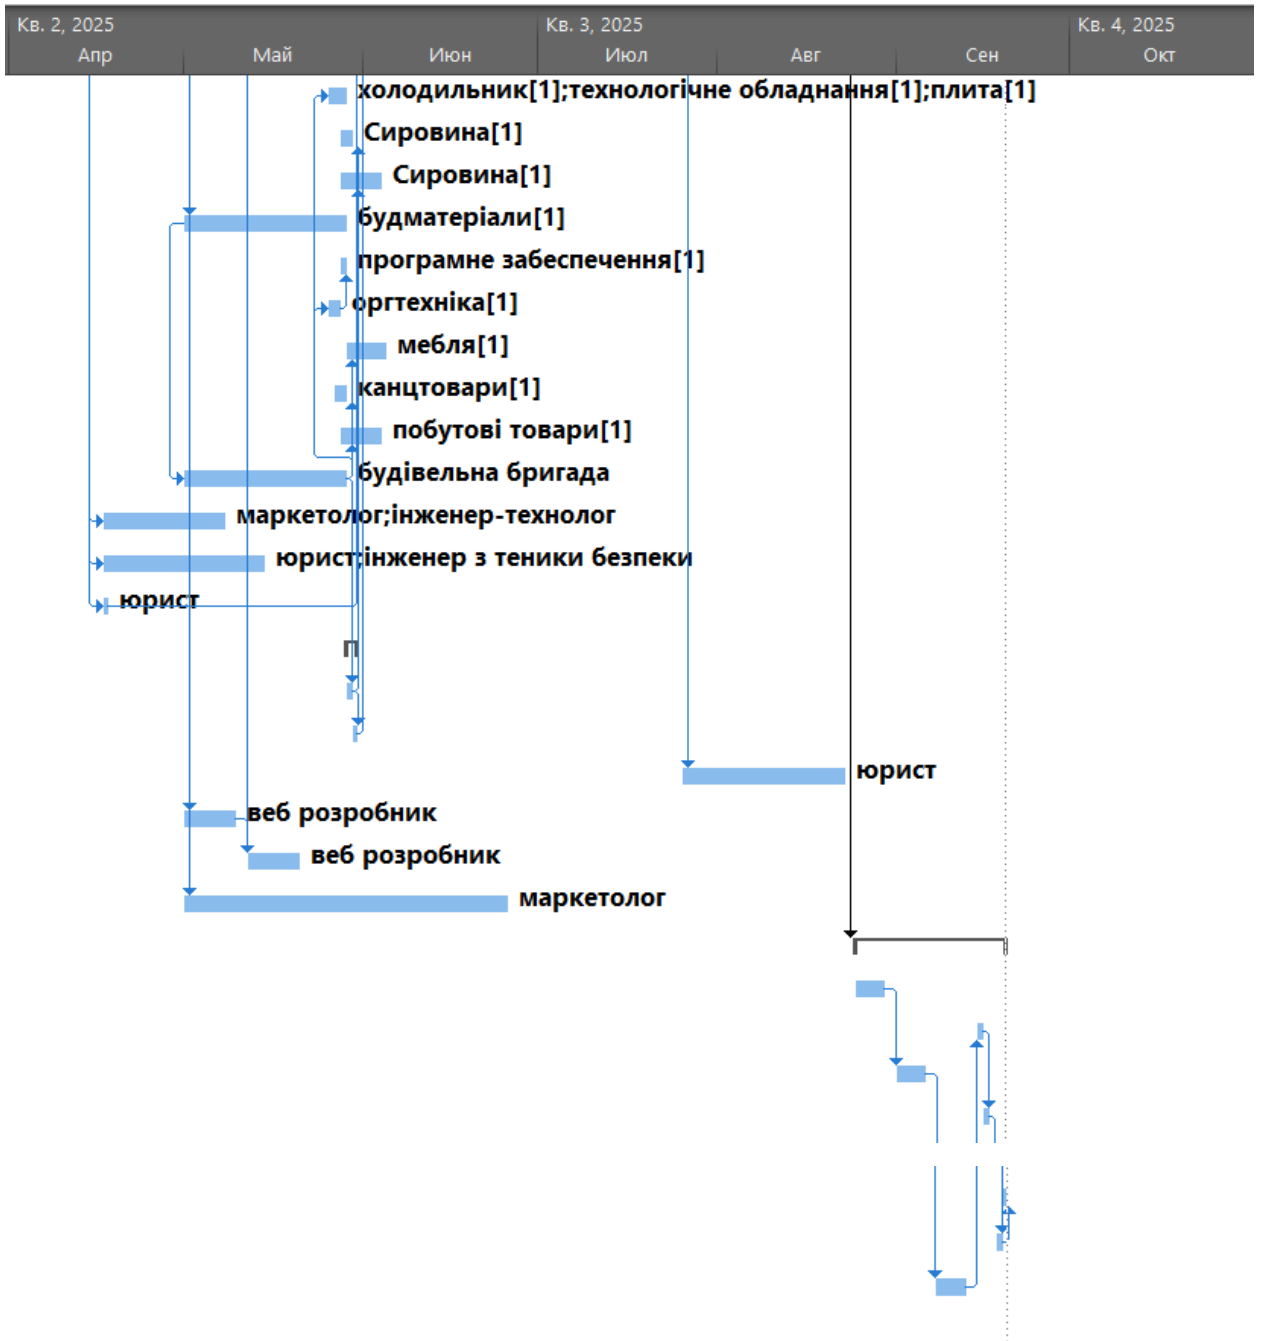 Кв. 2, 2025 Кв. 3, 2025 Кв. 4, 2025
Апр Май Июн Июл Авг Сен Окт
холодильник[1];технологічне обладнання[1];плита[1]
Сировина[1]
Сировина[1]
будматеріали[1]
програмне забеспечення[1]
оргтехніка[1]
мебля[1]
канцтовари[1]
побутові товари[1]
будівельна бригада
маркетолог;інженер-технолог
юрист;інженер з теники безпеки
юрист
юрист
веб розробник
веб розробник
маркетолог